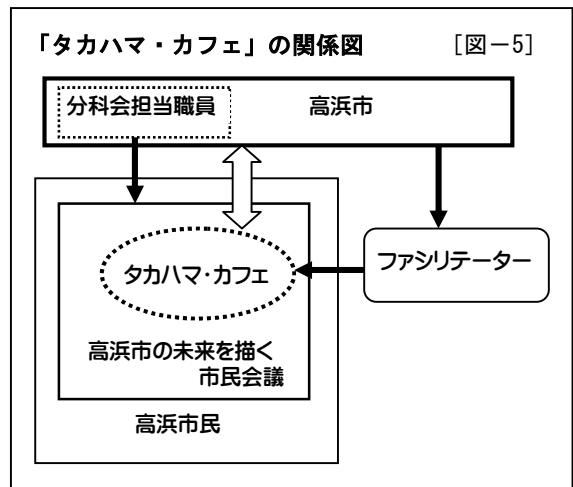 「タカハマ・カフェ」の関係図 [図－5]
分科会担当職員 高浜市
ファシリテーター
タカハマ・カフェ
高浜市の未来を描く
市民会議
高浜市民